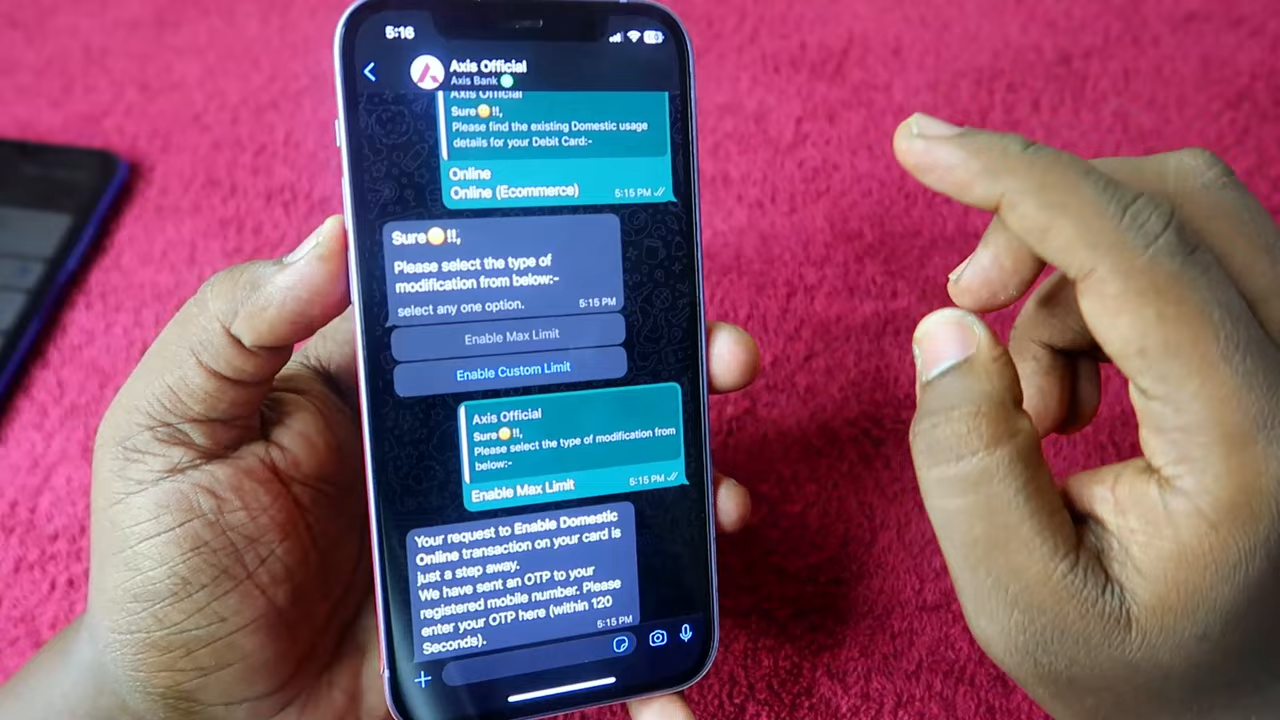 5:16
Axis Official
Axis Bank
Axis Official
Sure😊!!,
Please find the existing Domestic usage
details for your Debit Card:-
Online
Online (Ecommerce)
5:15 PM
Sure😊!!,
Please select the type of
modification from below:-
select any one option.
5:15 PM
Enable Max Limit
Enable Custom Limit
Axis Official
Sure😊!!,
Please select the type of modification from
below:-
Enable Max Limit
5:15 PM
Your request to Enable Domestic
Online transaction on your card is
just a step away.
We have sent an OTP to your
registered mobile number. Please
enter your OTP here (within 120
Seconds).
5:15 PM